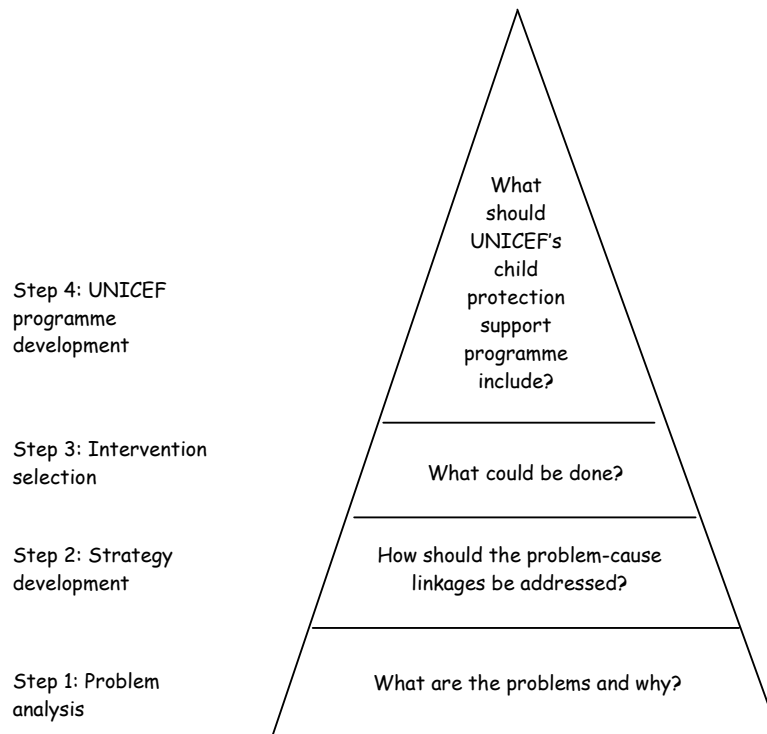 What
should
UNICEF's
child
protection
support
programme
include?
Step 4: UNICEF
programme
development
Step 3: Intervention
selection
What could be done?
Step 2: Strategy
development
How should the problem-cause
linkages be addressed?
Step 1: Problem
analysis
What are the problems and why?